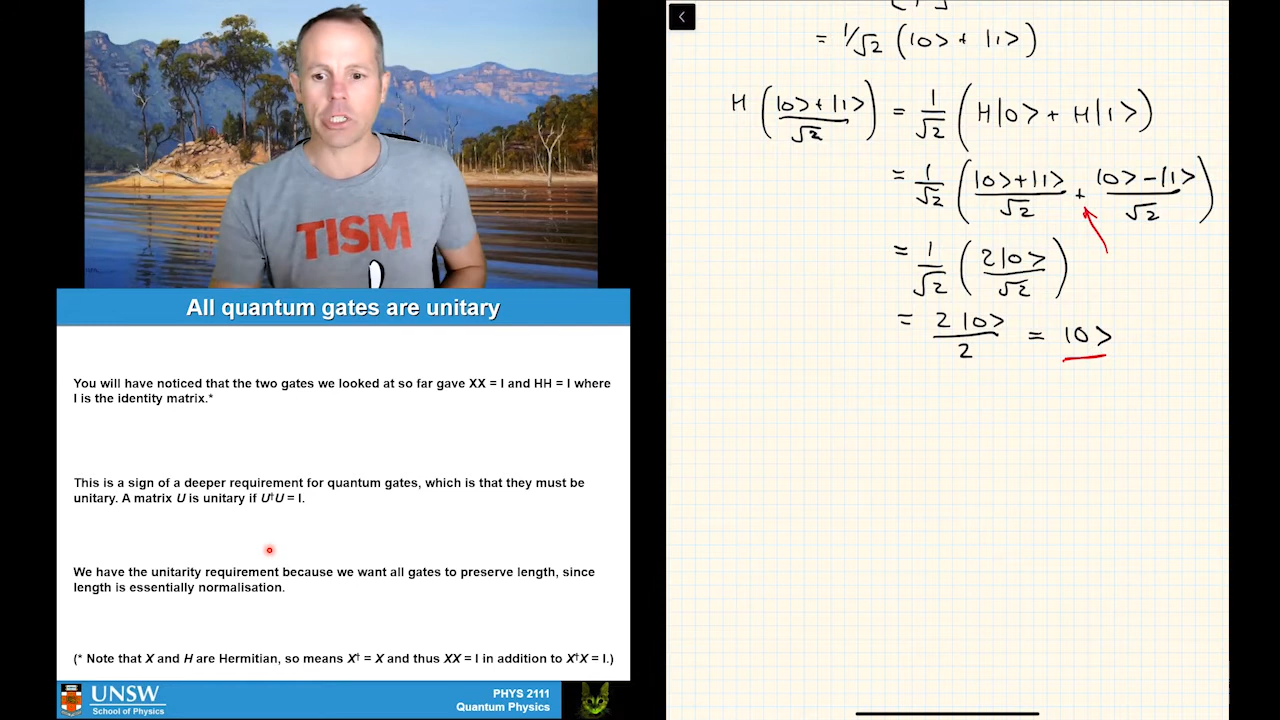 TISM
All quantum gates are unitary
You will have noticed that the two gates we looked at so far gave XX = I and HH = I where
I is the identity matrix.*
This is a sign of a deeper requirement for quantum gates, which is that they must be
unitary. A matrix U is unitary if U†U = I.
We have the unitarity requirement because we want all gates to preserve length, since
length is essentially normalisation.
(* Note that X and H are Hermitian, so means X† = X and thus XX = I in addition to X†X = I.)
UNSW
School of Physics
PHYS 2111
Quantum Physics
= 1/√2 (|0> + |1>)
H (|0>+|1>/√2) = 1/√2 (H|0> + H|1>)
= 1/√2 (|0>+|1>/√2 + |0>-|1>/√2)
= 1/√2 (2|0>/√2)
= 2|0>/2 = |0>